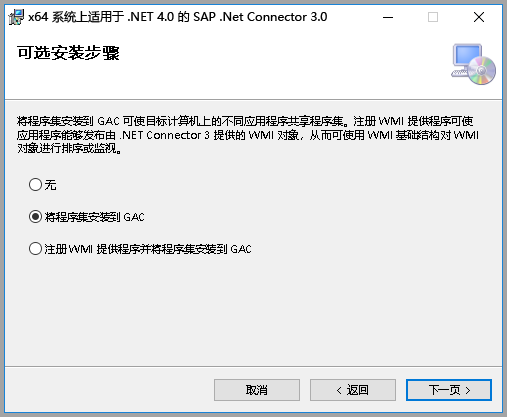 x64 系统上适用于 .NET 4.0 的 SAP .Net Connector 3.0
可选安装步骤
将程序集安装到 GAC 可使目标计算机上的不同应用程序共享程序集。注册 WMI 提供程序可使
应用程序能够发布由 .NET Connector 3 提供的 WMI 对象，从而可使用 WMI 基础结构对 WMI
对象进行排序或监视。
无
将程序集安装到 GAC
注册 WMI 提供程序并将程序集安装到 GAC
取消
< 返回
下一页 >